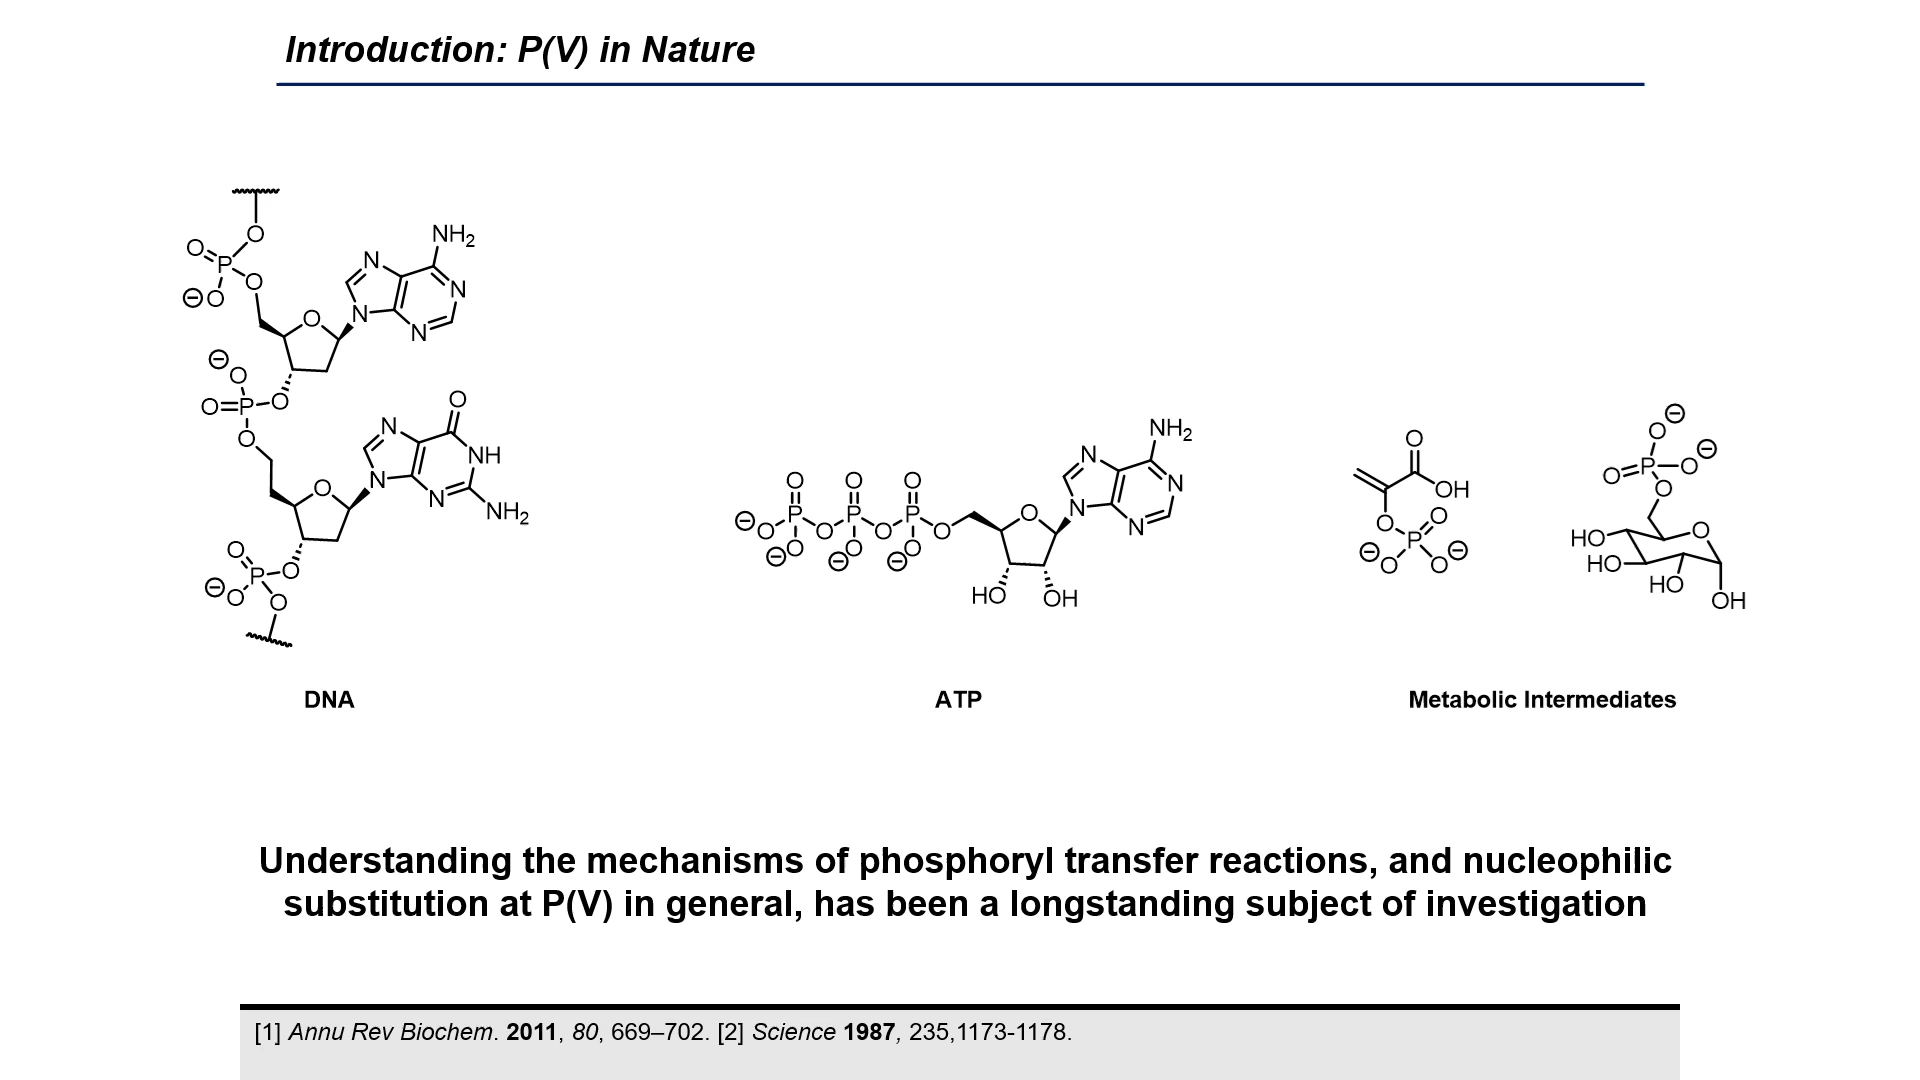 Introduction: P(V) in Nature
O
O
P
O
⊖O
NH2
N
N
N
N
O
⊖
O
O=P
O
O
O
N
NH
N
N
NH2
O
O
P
O
⊖O
O
DNA
O
O
O
⊖O
P
O
P
O
P
O
O
⊖
O
⊖
O
⊖
O
NH2
N
N
N
N
HO
OH
ATP
O
OH
O
O
P
⊖O
O⊖
⊖
O
⊖
O
P
O
O
O
HO
HO
HO
OH
Metabolic Intermediates
Understanding the mechanisms of phosphoryl transfer reactions, and nucleophilic
substitution at P(V) in general, has been a longstanding subject of investigation
[1] Annu Rev Biochem. 2011, 80, 669–702. [2] Science 1987, 235,1173-1178.